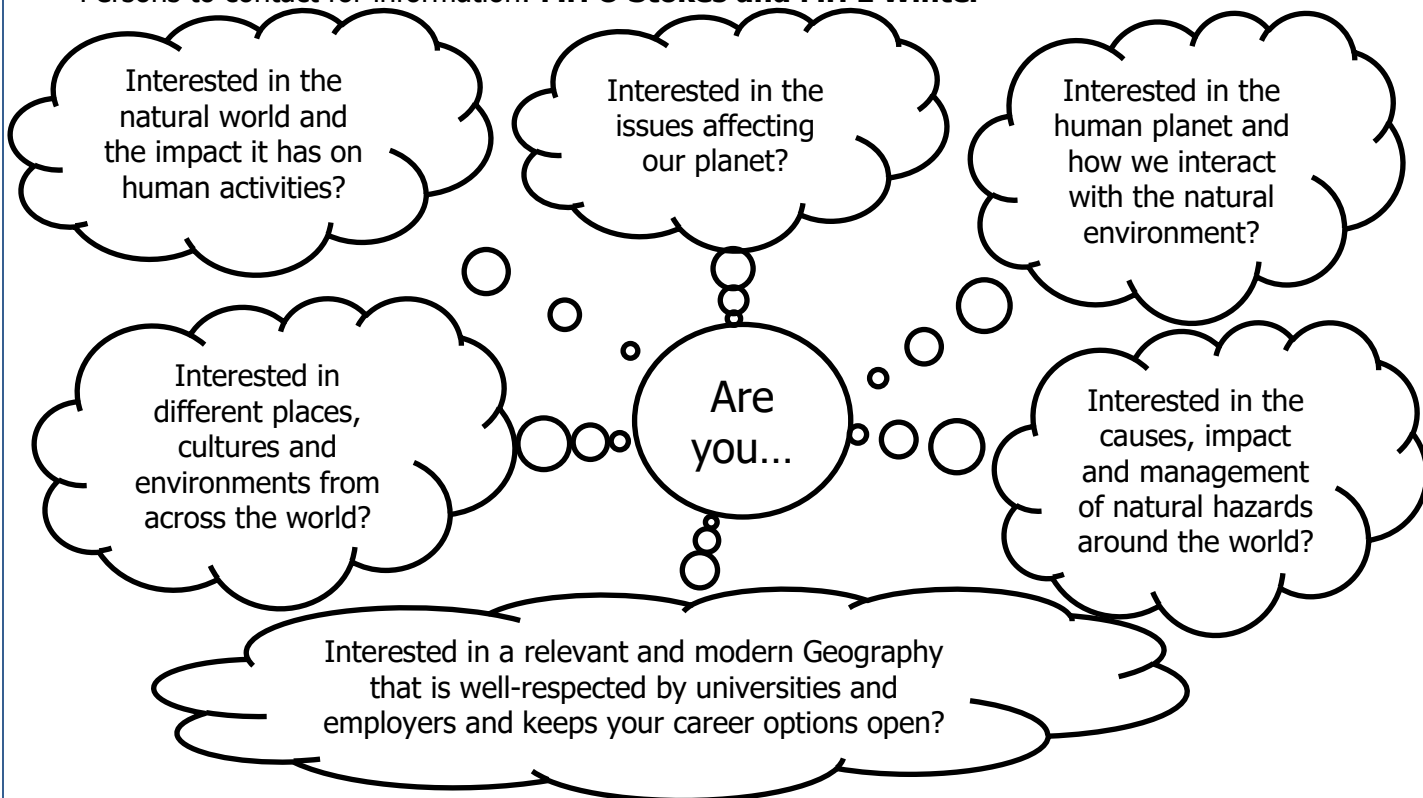 Interested in the
natural world and
the impact it has on
human activities?
Interested in the
issues affecting
our planet?
Interested in the
human planet and
how we interact
with the natural
environment?
Interested in
different places,
cultures and
environments from
across the world?
Are
you...
Interested in the
causes, impact
and management
of natural hazards
around the world?
Interested in a relevant and modern Geography
that is well-respected by universities and
employers and keeps your career options open?